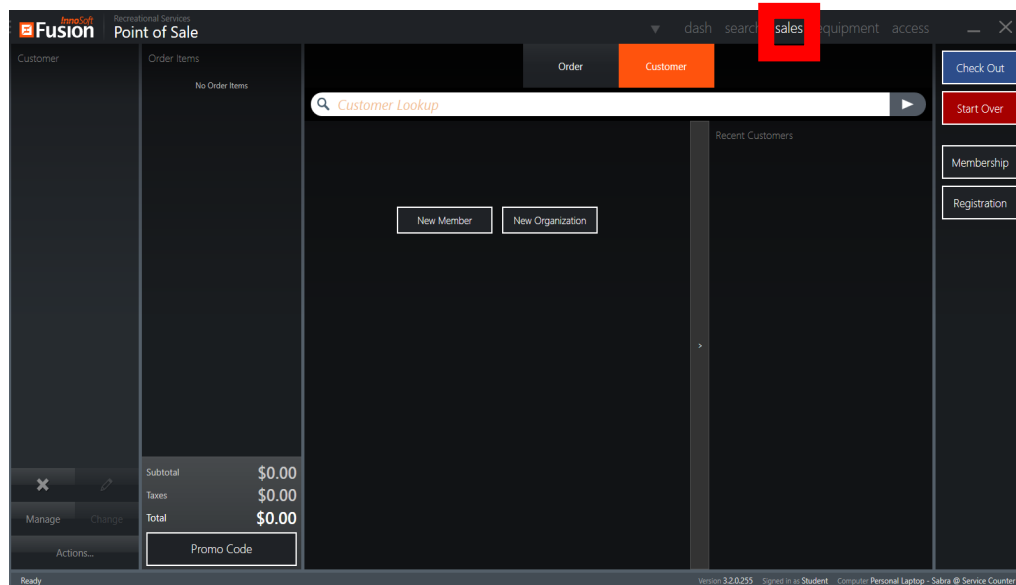 InnoSoft
Fusion
Recreational Services
Point of Sale
dash search sales equipment access
Customer
Order Items
No Order Items
Order
Customer
Customer Lookup
Recent Customers
New Member
New Organization
Check Out
Start Over
Membership
Registration
Manage
Change
Actions...
Subtotal $0.00
Taxes $0.00
Total $0.00
Promo Code
Ready
Version 3.2.0.255 Signed in as Student Computer Personal Laptop - Sabra @ Service Counter